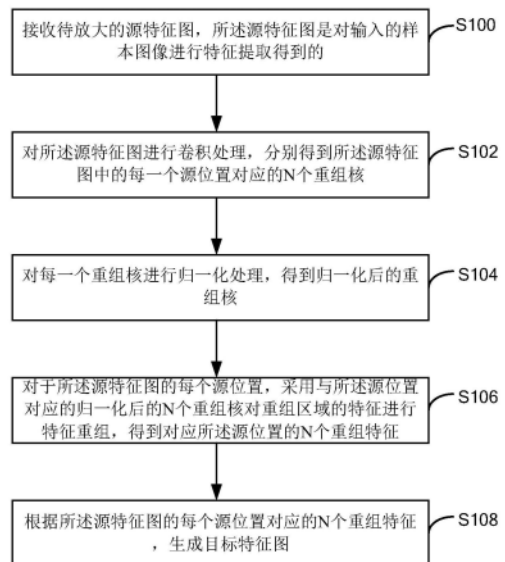 接收待放大的源特征图，所述源特征图是对输入的样
本图像进行特征提取得到的
S100
对所述源特征图进行卷积处理，分别得到所述源特征
图中的每一个源位置对应的N个重组核
S102
对每一个重组核进行归一化处理，得到归一化后的重
组核
S104
对于所述源特征图的每个源位置，采用与所述源位置
对应的归一化后的N个重组核对重组区域的特征进行
特征重组，得到对应所述源位置的N个重组特征
S106
根据所述源特征图的每个源位置对应的N个重组特征
，生成目标特征图
S108